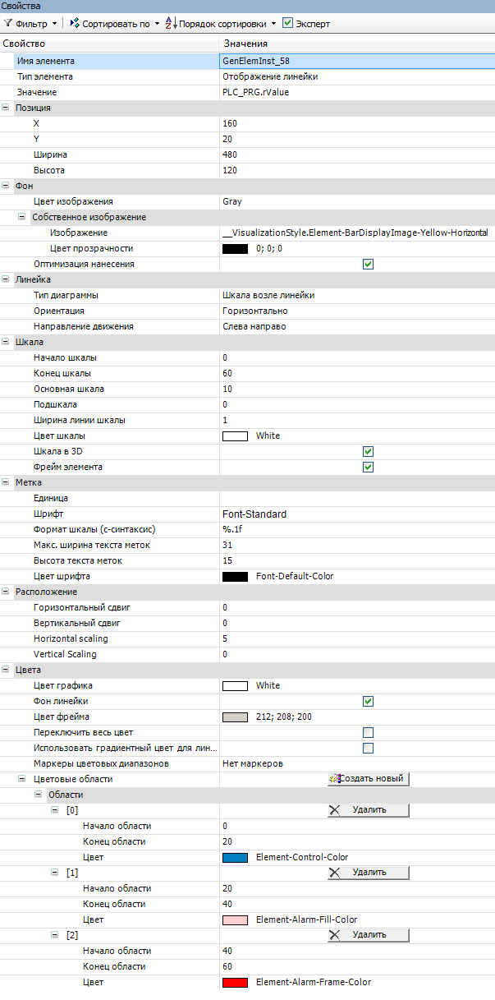 Свойства
Фильтр Сортировать по Порядок сортировки Эксперт
Свойство Значения
Имя элемента GenElemInst_58
Тип элемента Отображение линейки
Значение PLC_PRG.rValue
Позиция
X 160
Y 20
Ширина 480
Высота 120
Фон
Цвет изображения Gray
Собственное изображение
Изображение __VisualizationStyle.Element-BarDisplayImage-Yellow-Horizontal
Цвет прозрачности 0; 0; 0
Оптимизация нанесения
Линейка
Тип диаграммы Шкала возле линейки
Ориентация Горизонтально
Направление движения Слева направо
Шкала
Начало шкалы 0
Конец шкалы 60
Основная шкала 10
Подшкала 0
Ширина линии шкалы 1
Цвет шкалы White
Шкала в 3D
Фрейм элемента
Метка
Единица
Шрифт Font-Standard
Формат шкалы (с-синтаксис) %.1f
Макс. ширина текста меток 31
Высота текста меток 15
Цвет шрифта Font-Default-Color
Расположение
Горизонтальный сдвиг 0
Вертикальный сдвиг 0
Horizontal scaling 5
Vertical Scaling 0
Цвета
Цвет графика White
Фон линейки
Цвет фрейма 212; 208; 200
Переключить весь цвет
Использовать градиентный цвет для лин...
Маркеры цветовых диапазонов Нет маркеров
Цветовые области Создать новый
Области
[0] Удалить
Начало области 0
Конец области 20
Цвет Element-Control-Color
[1] Удалить
Начало области 20
Конец области 40
Цвет Element-Alarm-Fill-Color
[2] Удалить
Начало области 40
Конец области 60
Цвет Element-Alarm-Frame-Color